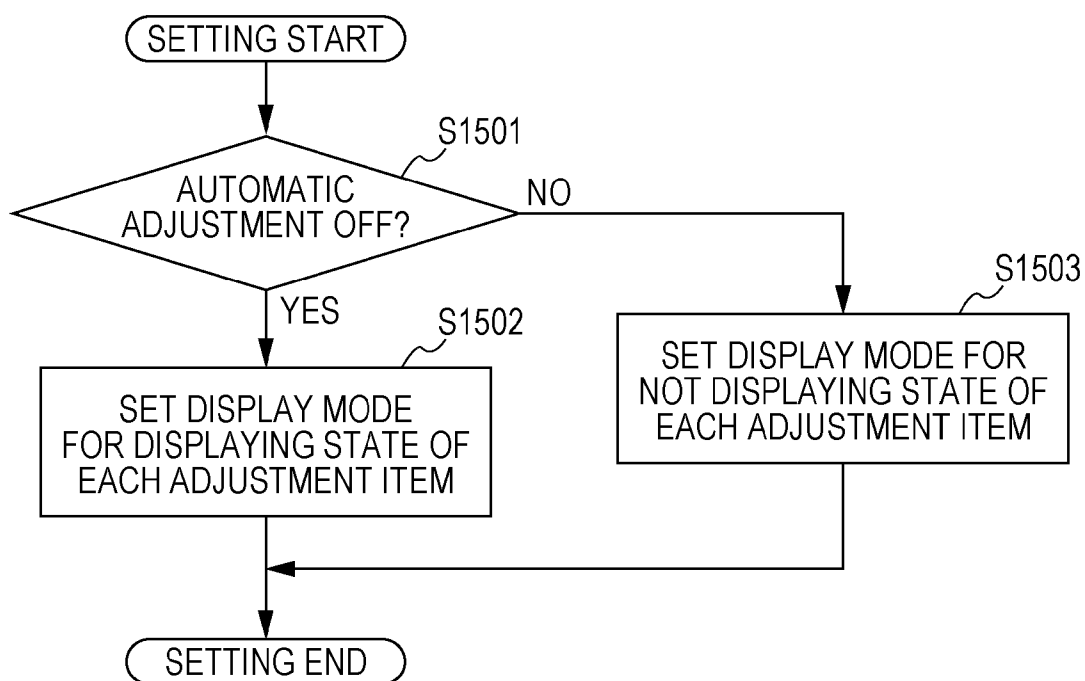 SETTING START
S1501
AUTOMATIC
ADJUSTMENT OFF?
NO
YES
S1502
SET DISPLAY MODE
FOR DISPLAYING STATE OF
EACH ADJUSTMENT ITEM
S1503
SET DISPLAY MODE FOR
NOT DISPLAYING STATE OF
EACH ADJUSTMENT ITEM
SETTING END